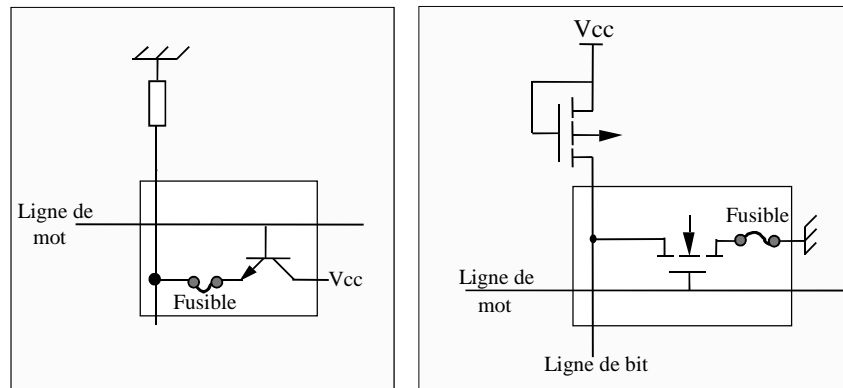 Ligne de
mot
Fusible
Vcc
Vcc
Fusible
Ligne de
mot
Ligne de bit